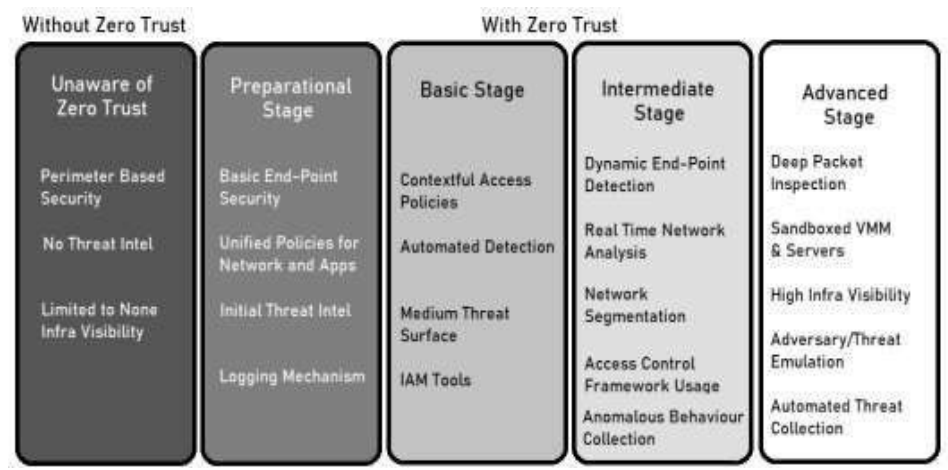 Without Zero Trust
With Zero Trust
Unaware of
Zero Trust
Perimeter Based
Security
No Threat Intel
Limited to None
Infra Visibility
Preparational
Stage
Basic End-Point
Security
Unified Policies for
Network and Apps
Initial Threat Intel
Logging Mechanism
Basic Stage
Contextful Access
Policies
Automated Detection
Medium Threat
Surface
IAM Tools
Intermediate
Stage
Dynamic End-Point
Detection
Real Time Network
Analysis
Network
Segmentation
Access Control
Framework Usage
Anomalous Behaviour
Collection
Advanced
Stage
Deep Packet
Inspection
Sandboxed VMM
& Servers
High Infra Visibility
Adversary/Threat
Emulation
Automated Threat
Collection